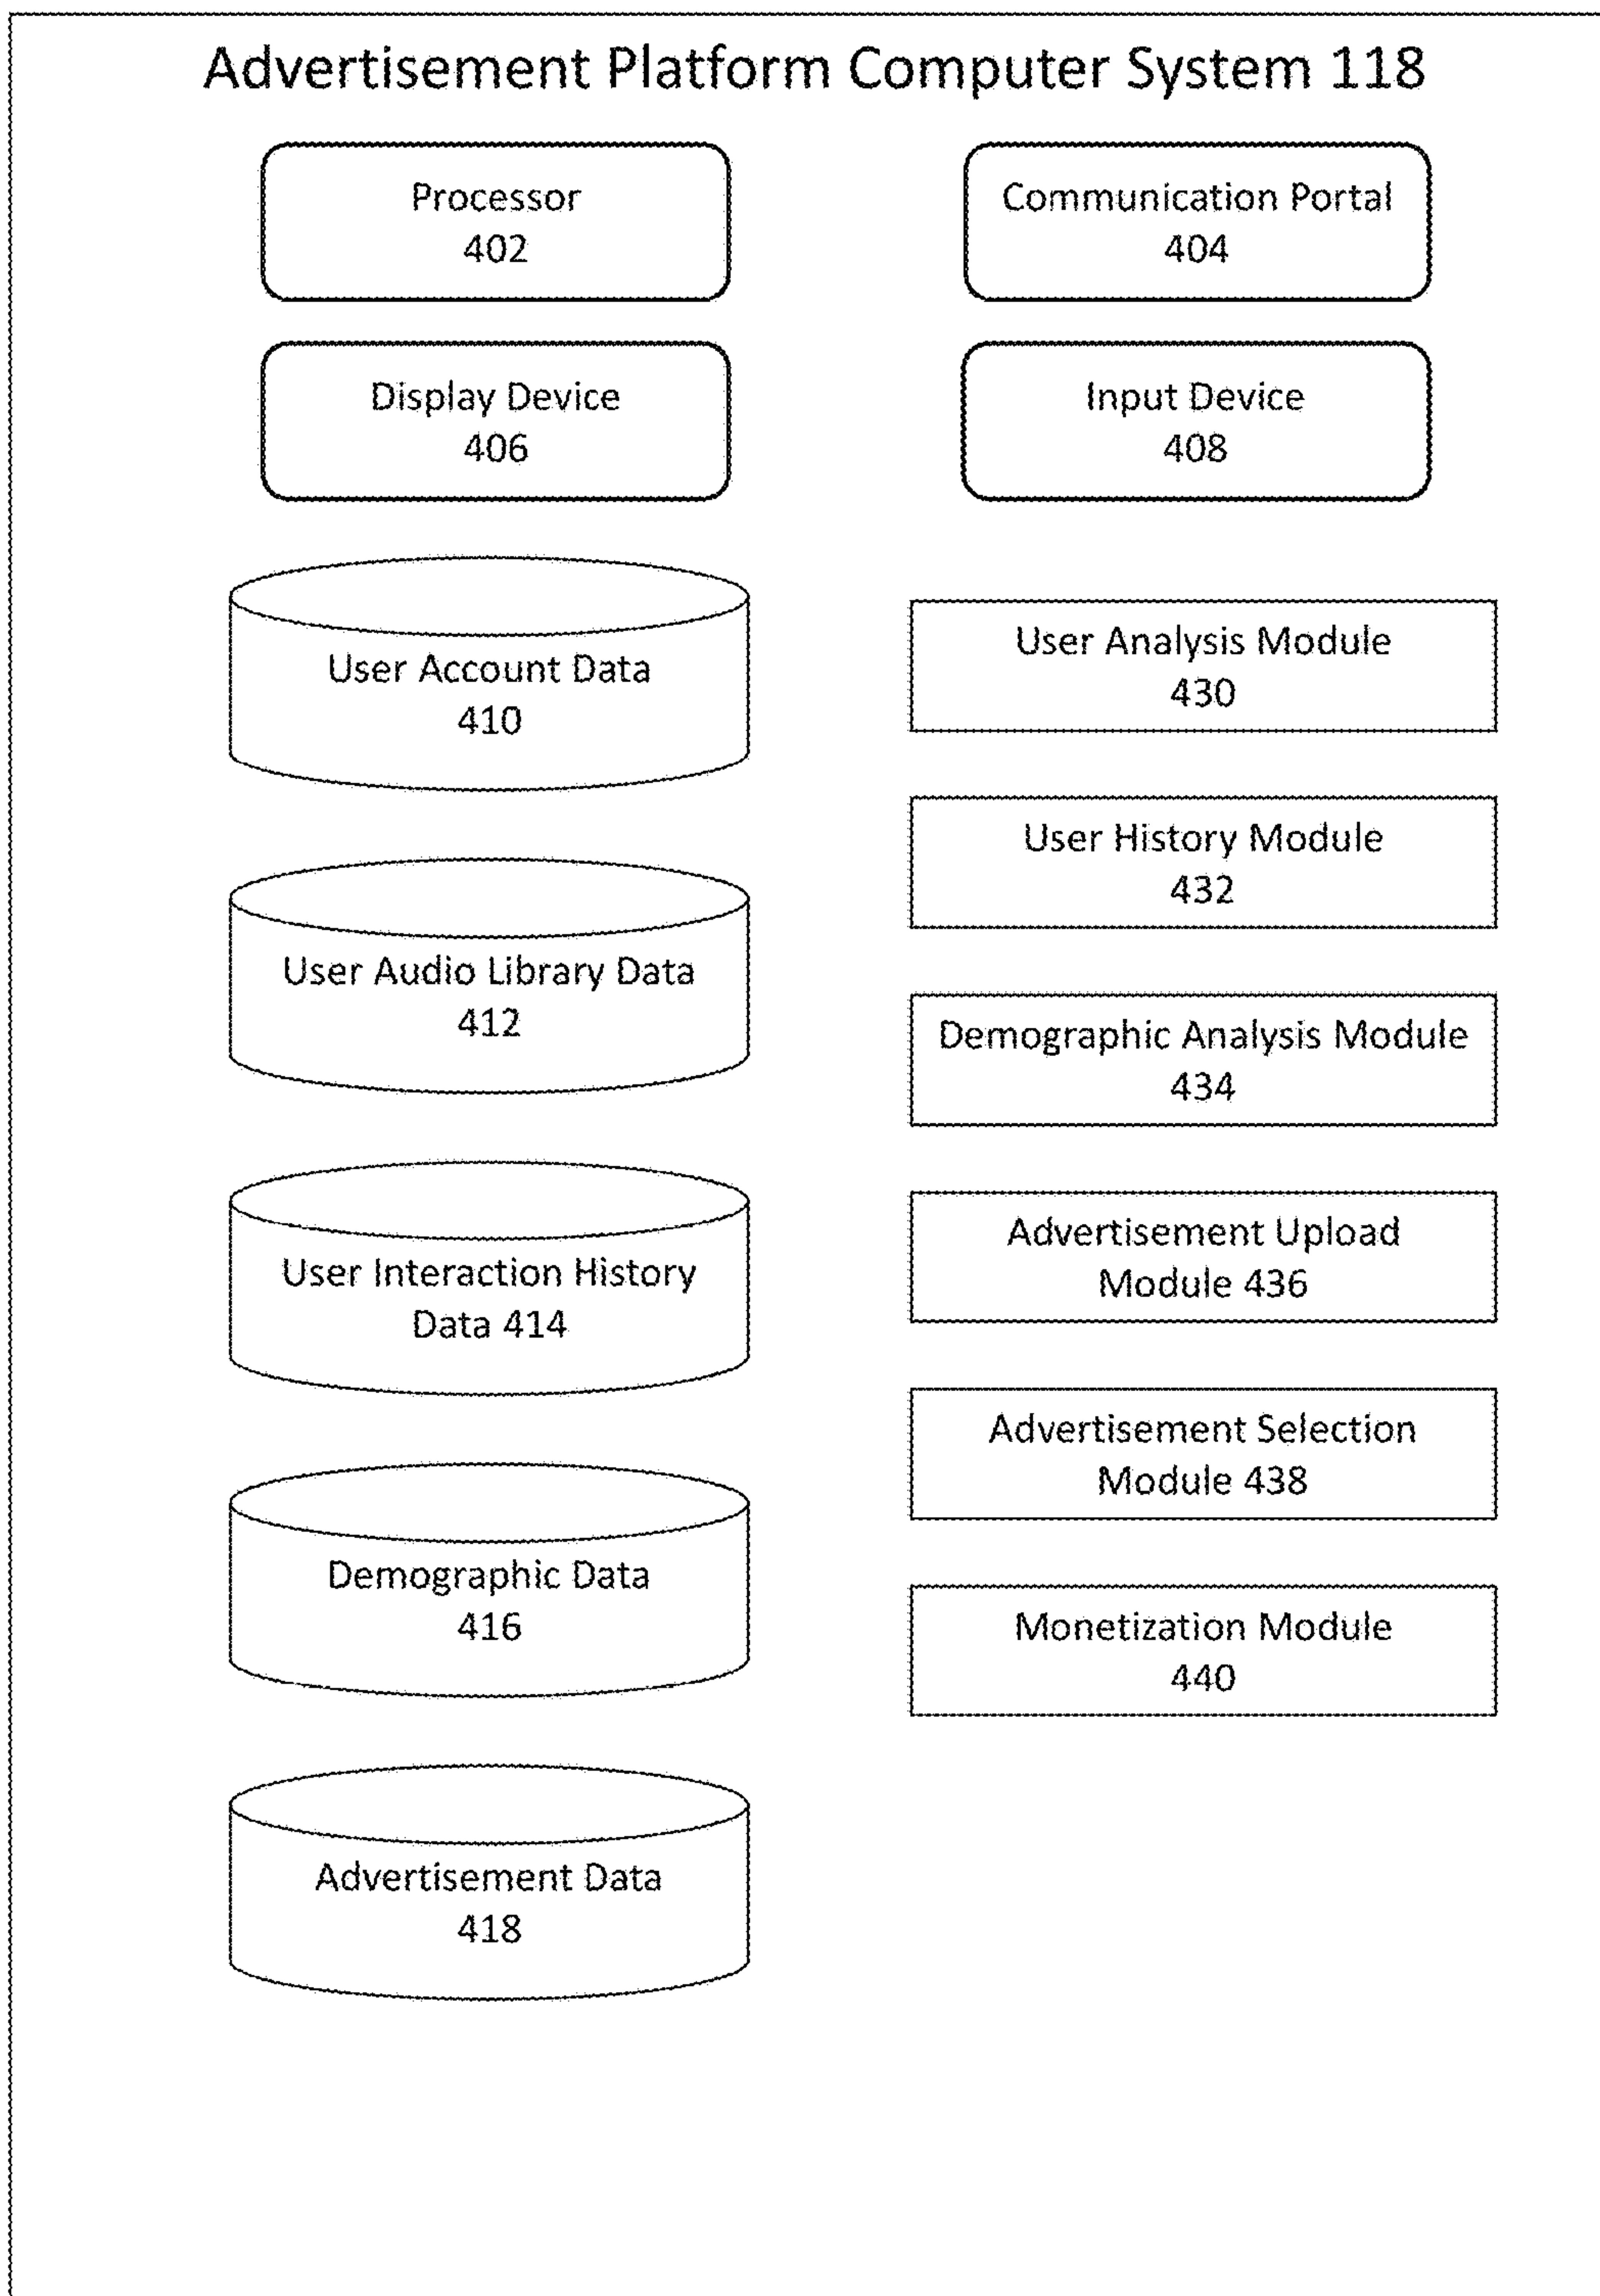 Advertisement Platform Computer System 118
Processor
402
Communication Portal
404
Display Device
406
Input Device
408
User Account Data
410
User Audio Library Data
412
User Interaction History
Data 414
Demographic Data
416
Advertisement Data
418
User Analysis Module
430
User History Module
432
Demographic Analysis Module
434
Advertisement Upload
Module 436
Advertisement Selection
Module 438
Monetization Module
440